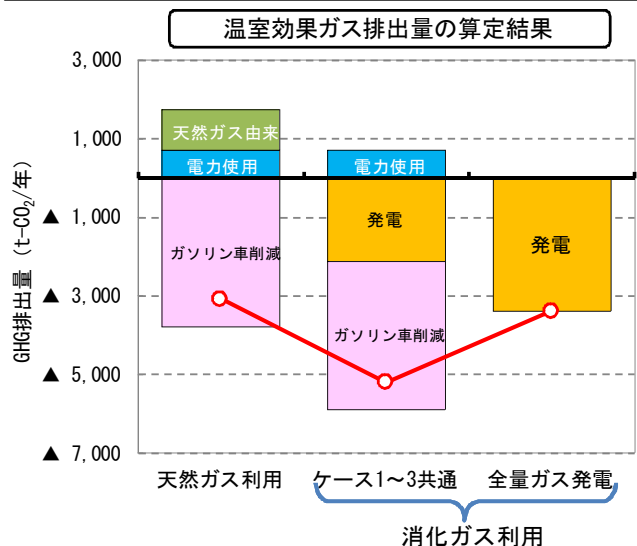 温室効果ガス排出量の算定結果
GHG排出量 (t-CO₂/年)
3,000
1,000
▲ 1,000
▲ 3,000
▲ 5,000
▲ 7,000
天然ガス由来
電力使用
ガソリン車削減
電力使用
発電
ガソリン車削減
発電
天然ガス利用
ケース1～3共通
全量ガス発電
消化ガス利用